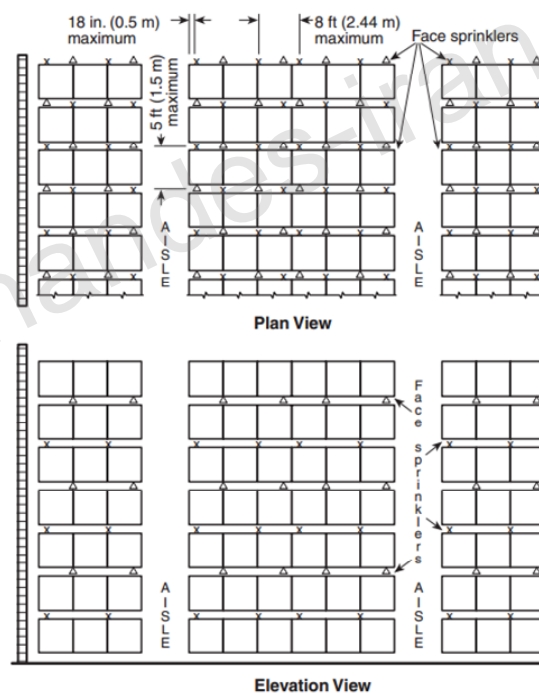 18 in. (0.5 m)
maximum
8 ft (2.44 m)
maximum
Face sprinklers
5 ft (1.5 m)
maximum
AISLE
AISLE
Plan View
Face sprinklers
AISLE
AISLE
Elevation View